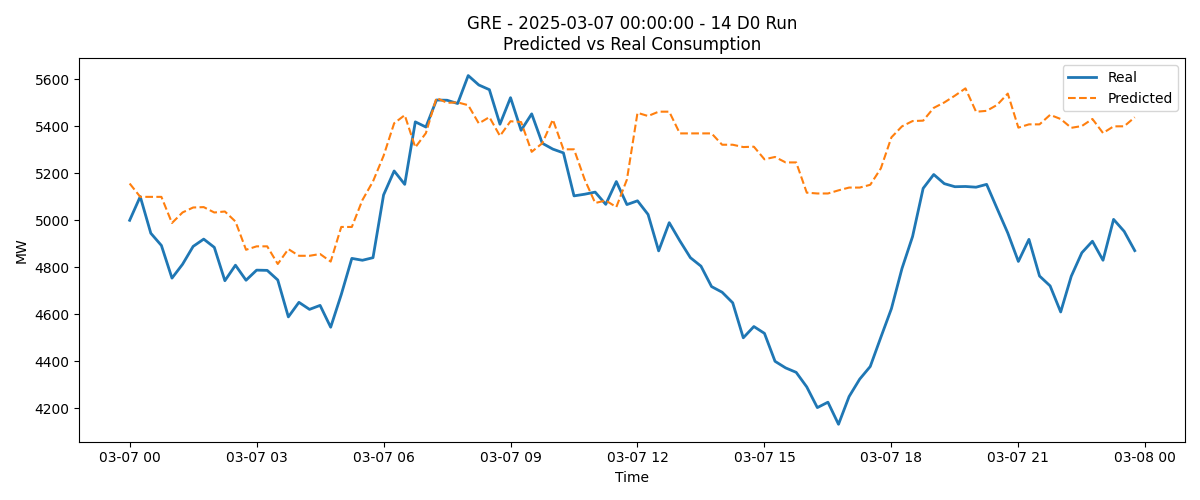 GRE - 2025-03-07 00:00:00 - 14 D0 Run
Predicted vs Real Consumption
Real
Predicted
MW
5600
5400
5200
5000
4800
4600
4400
4200
03-07 00
03-07 03
03-07 06
03-07 09
03-07 12
03-07 15
03-07 18
03-07 21
03-08 00
Time